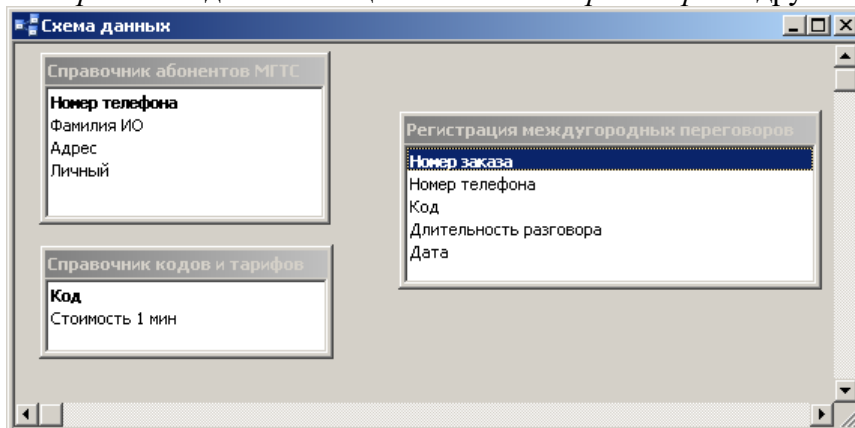 Схема данных
Справочник абонентов МГТС
Номер телефона
Фамилия ИО
Адрес
Личный
Регистрация междугородных переговоров
Номер заказа
Номер телефона
Код
Длительность разговора
Дата
Справочник кодов и тарифов
Код
Стоимость 1 мин